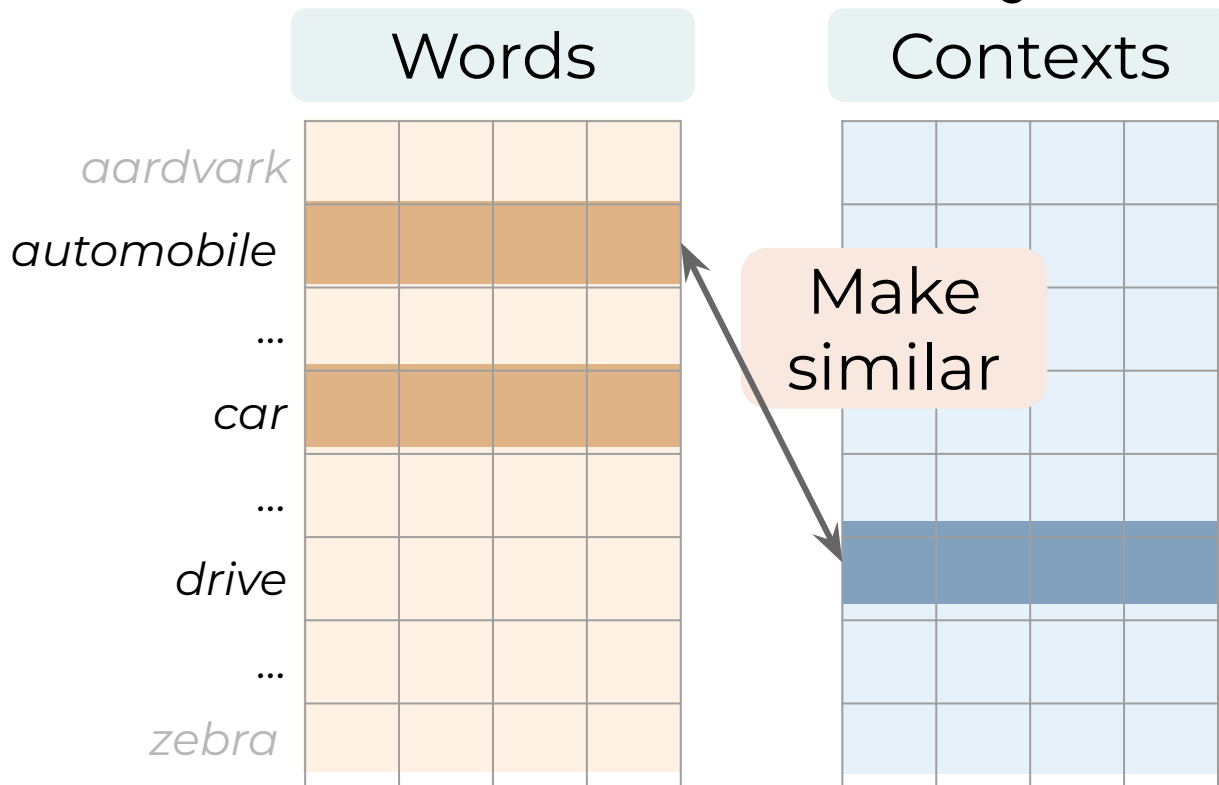 Words
Contexts
aardvark
automobile
...
Make
similar
car
...
drive
...
zebra